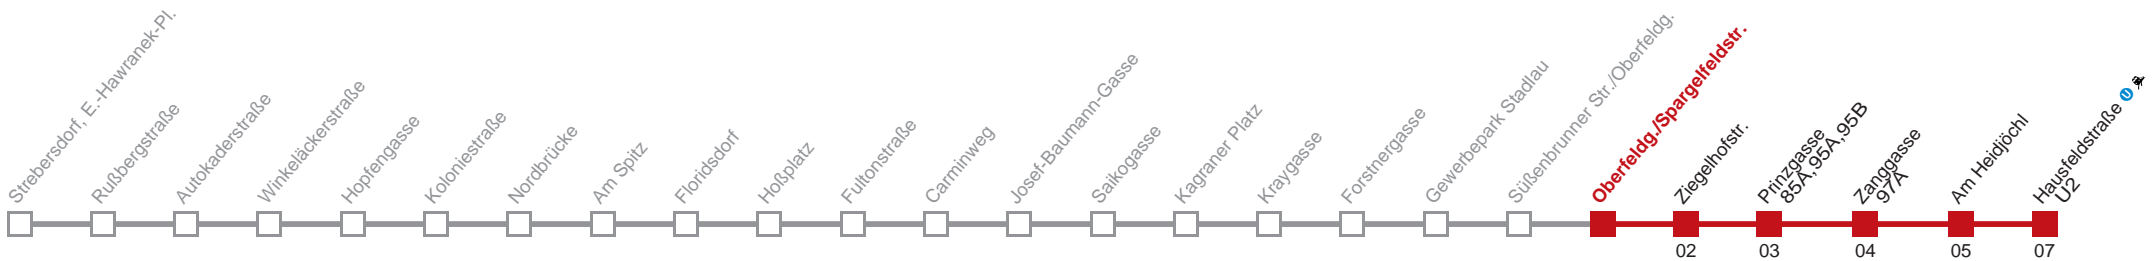 Strebersdorf, E.-Hawranek-Pl.
Rußbergstraße
Autokaderstraße
Winkeläckerstraße
Hopfengasse
Koloniestraße
Nordbrücke
Am Spitz
Floridsdorf
Hoßplatz
Fultonstraße
Carminweg
Josef-Baumann-Gasse
Saikogasse
Kagraner Platz
Kraygasse
Forstnergasse
Gewerbepark Stadlau
Süßenbrunner Str./Oberfeldg.
Oberfeldg./Spargelfeldstr.
Ziegelhofstr.
02
Prinzgasse
85A,95A,95B
03
Zanggasse
97A
04
Am Heidjöchl
05
Hausfeldstraße U
U2
07